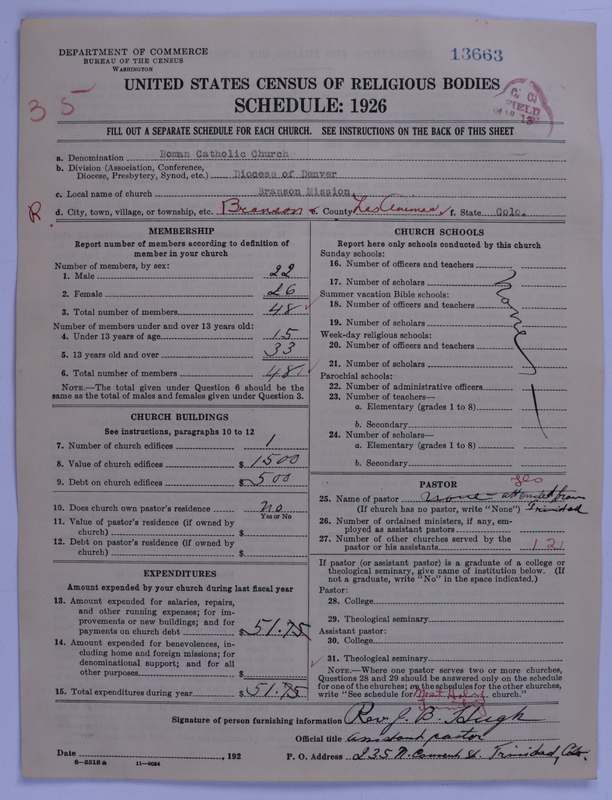 DEPARTMENT OF COMMERCE
BUREAU OF THE CENSUS
WASHINGTON
13663
35
UNITED STATES CENSUS OF RELIGIOUS BODIES
SCHEDULE: 1926
FILL OUT A SEPARATE SCHEDULE FOR EACH CHURCH. SEE INSTRUCTIONS ON THE BACK OF THIS SHEET
a. Denomination Roman Catholic Church
b. Division (Association, Conference, Diocese, Presbytery, Synod, etc.) Diocese of Denver
c. Local name of church Branson Mission,
R. d. City, town, village, or township, etc. Branson e. County Las Animas f. State Colo.
MEMBERSHIP
Report number of members according to definition of
member in your church
Number of members, by sex:
1. Male 22
2. Female 26
3. Total number of members 48
Number of members under and over 13 years old:
4. Under 13 years of age 15
5. 13 years old and over 33
6. Total number of members 48
NOTE.—The total given under Question 6 should be the
same as the total of males and females given under Question 3.
CHURCH BUILDINGS
See instructions, paragraphs 10 to 12
7. Number of church edifices 1
8. Value of church edifices $1500
9. Debt on church edifices $500
10. Does church own pastor's residence no
Yes or No
11. Value of pastor's residence (if owned by
church) $
12. Debt on pastor's residence (if owned by
church) $
EXPENDITURES
Amount expended by your church during last fiscal year
13. Amount expended for salaries, repairs,
and other running expenses; for im-
provements or new buildings; and for
payments on church debt $51.75
14. Amount expended for benevolences, in-
cluding home and foreign missions; for
denominational support; and for all
other purposes $
15. Total expenditures during year $51.75
CHURCH SCHOOLS
Report here only schools conducted by this church
Sunday schools:
16. Number of officers and teachers
17. Number of scholars
Summer vacation Bible schools:
18. Number of officers and teachers
19. Number of scholars
Week-day religious schools:
20. Number of officers and teachers
21. Number of scholars
Parochial schools:
22. Number of administrative officers
23. Number of teachers—
a. Elementary (grades 1 to 8)
b. Secondary
24. Number of scholars—
a. Elementary (grades 1 to 8)
b. Secondary
none
PASTOR
yes
25. Name of pastor none - attended from
(If church has no pastor, write "None") Trinidad
26. Number of ordained ministers, if any, em-
ployed as assistant pastors
27. Number of other churches served by the
pastor or his assistants 12
If pastor (or assistant pastor) is a graduate of a college or
theological seminary, give name of institution below. (If
not a graduate, write "No" in the space indicated.)
Pastor:
28. College
29. Theological seminary
Assistant pastor:
30. College
31. Theological seminary
NOTE.—Where one pastor serves two or more churches,
Questions 28 and 29 should be answered only on the schedule
for one of the churches; on the schedules for the other churches,
write "See schedule for Most Holy church."
Trinity
Signature of person furnishing information Rev. J. B. Hugh
Official title assistant pastor
Date , 192 P. O. Address 235 N. Convent St. Trinidad, Colo.
8-5518a 11-9034